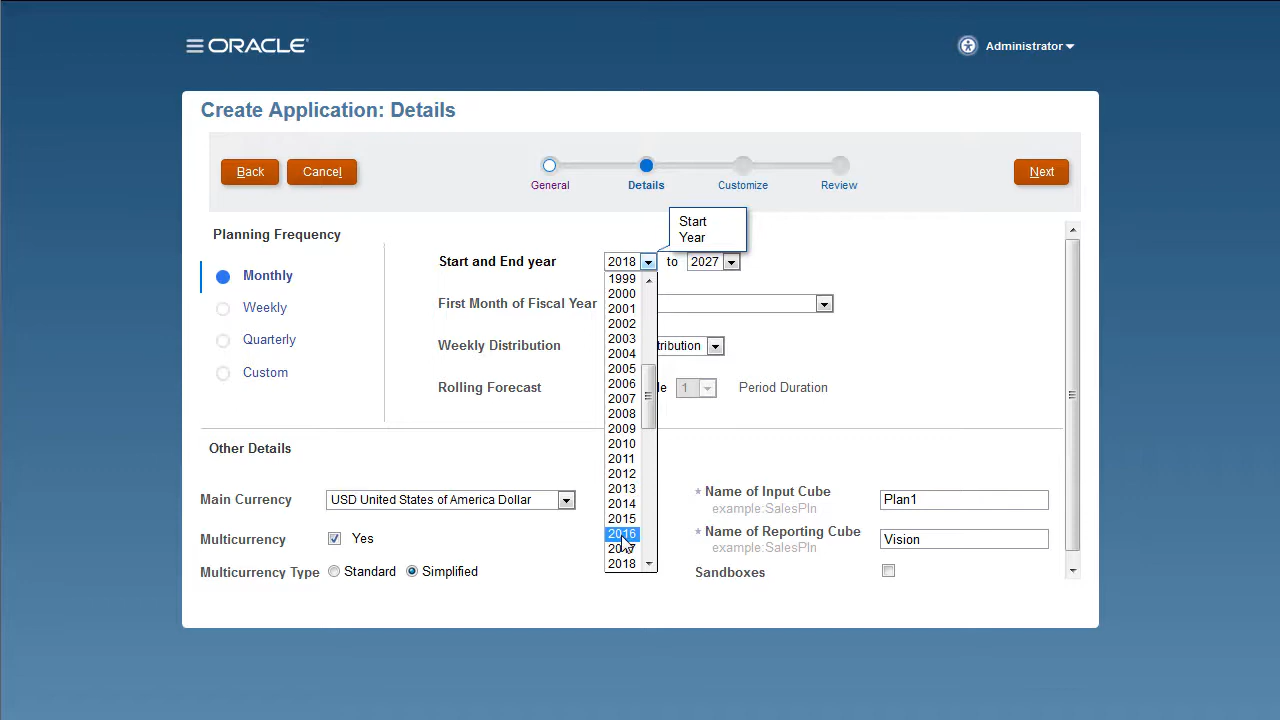 ORACLE
Administrator
Create Application: Details
Back
Cancel
General
Details
Customize
Review
Next
Start
Year
Planning Frequency
Monthly
Weekly
Quarterly
Custom
Start and End year
2018
to
2027
1999
2000
2001
2002
2003
2004
2005
2006
2007
2008
2009
2010
2011
2012
2013
2014
2015
2016
2018
First Month of Fiscal Year
Weekly Distribution
tribution
Rolling Forecast
le
1
Period Duration
Other Details
Main Currency
USD United States of America Dollar
Multicurrency
Yes
Multicurrency Type
Standard
Simplified
* Name of Input Cube
example:SalesPln
Plan1
* Name of Reporting Cube
example:SalesPln
Vision
Sandboxes